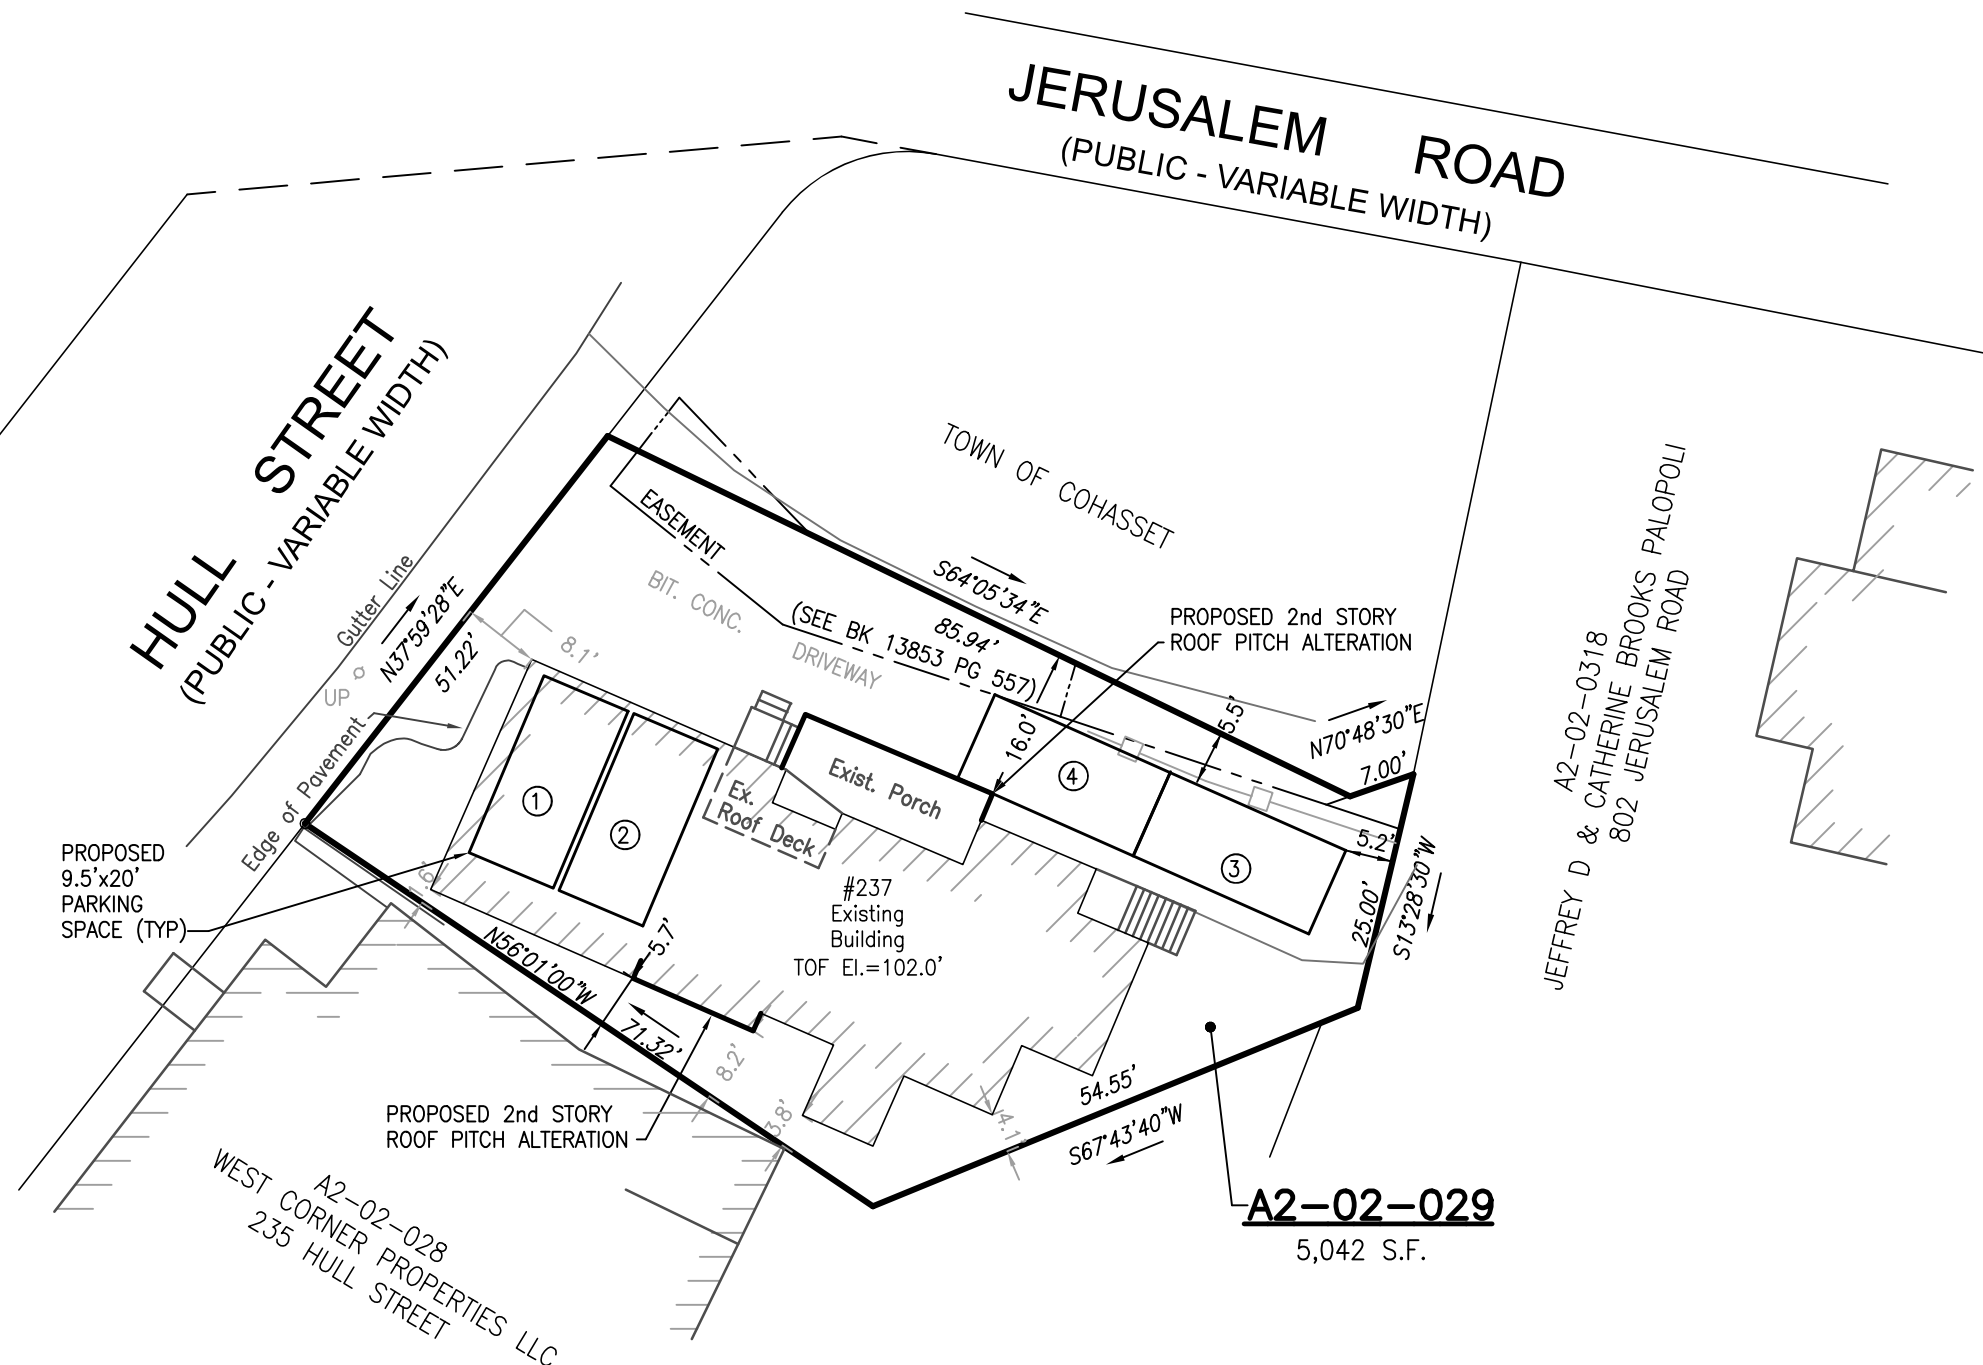 JERUSALEM ROAD
(PUBLIC - VARIABLE WIDTH)
HULL STREET
(PUBLIC - VARIABLE WIDTH)
Gutter Line
N37°59'28"E
51.22'
UP
Edge of Pavement
TOWN OF COHASSET
EASEMENT
(SEE BK 13853 PG 557)
BIT. CONC.
DRIVEWAY
S64°05'34"E
85.94'
8.1'
PROPOSED 2nd STORY
ROOF PITCH ALTERATION
16.0'
5.5'
N70°48'30"E
7.00'
5.2'
25.00'
S13°28'30"W
A2-02-0318
JEFFREY D & CATHERINE BROOKS PALOPOLI
802 JERUSALEM ROAD
1
2
3
4
Ex.
Roof Deck
Exist. Porch
#237
Existing
Building
TOF El.=102.0'
PROPOSED
9.5'x20'
PARKING
SPACE (TYP)
N56°01'00"W
71.32'
5.7'
8.2'
3.8'
4.1'
54.55'
S67°43'40"W
PROPOSED 2nd STORY
ROOF PITCH ALTERATION
A2-02-029
5,042 S.F.
A2-02-028
WEST CORNER PROPERTIES LLC
235 HULL STREET